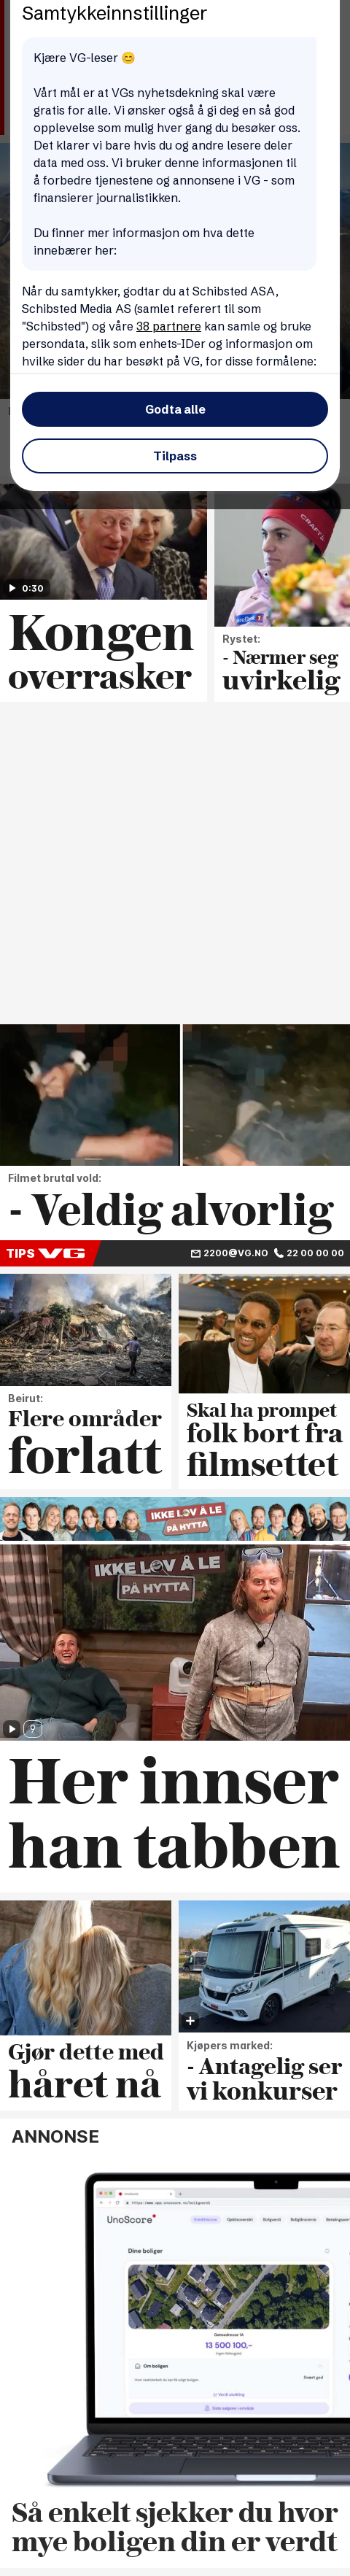 Samtykkeinnstillinger
Kjære VG-leser 😊
Vårt mål er at VGs nyhetsdekning skal være
gratis for alle. Vi ønsker også å gi deg en så god
opplevelse som mulig hver gang du besøker oss.
Det klarer vi bare hvis du og andre lesere deler
data med oss. Vi bruker denne informasjonen til
å forbedre tjenestene og annonsene i VG - som
finansierer journalistikken.
Du finner mer informasjon om hva dette
innebærer her:
Når du samtykker, godtar du at Schibsted ASA,
Schibsted Media AS (samlet referert til som
"Schibsted") og våre 38 partnere kan samle og bruke
persondata, slik som enhets-IDer og informasjon om
hvilke sider du har besøkt på VG, for disse formålene:
Godta alle
Tilpass
0:30
CRAFT
Kongen
overrasker
Rystet:
- Nærmer seg
uvirkelig
Filmet brutal vold:
- Veldig alvorlig
TIPS VG 2200@VG.NO 22 00 00 00
Beirut:
Flere områder
forlatt
Skal ha prompet
folk bort fra
filmsettet
IKKE LOV Å LE
PÅ HYTTA
IKKE LOV Å LE
PÅ HYTTA
Her innser
han tabben
Gjør dette med
håret nå
Kjøpers marked:
- Antagelig ser
vi konkurser
ANNONSE
UnoScore
Dine boliger
13 500 100,-
Om boligen
Så enkelt sjekker du hvor
mye boligen din er verdt